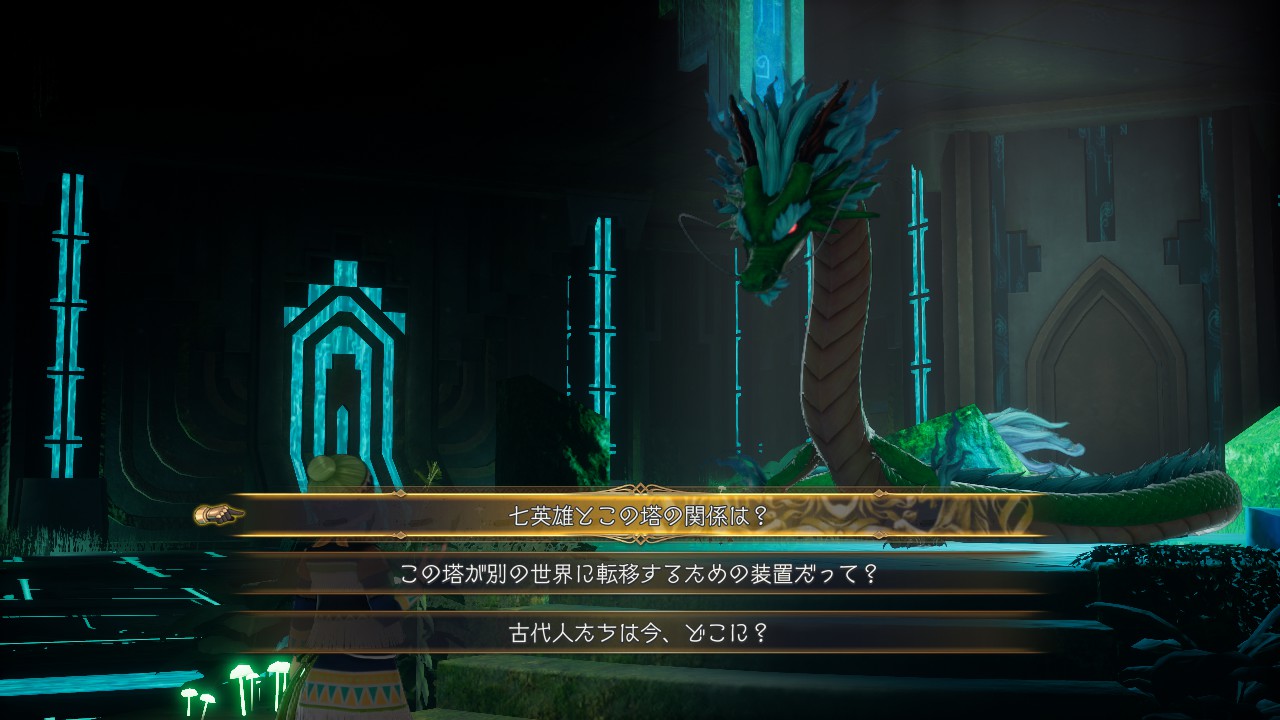 七英雄とこの塔の関係は？
この塔が別の世界に転移するための装置だって？
古代人たちは今、どこに？